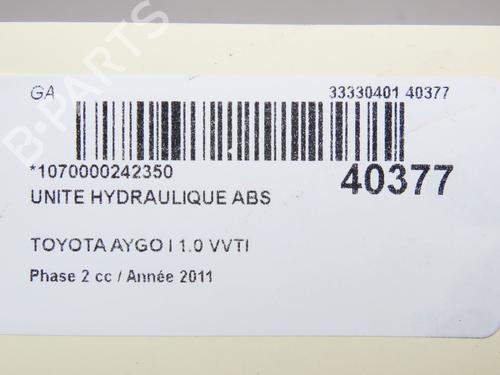 B-PARTS
GA 33330401 40377
*1070000242350 40377
UNITE HYDRAULIQUE ABS
TOYOTA AYGO I 1.0 VVTI
Phase 2 cc / Année 2011